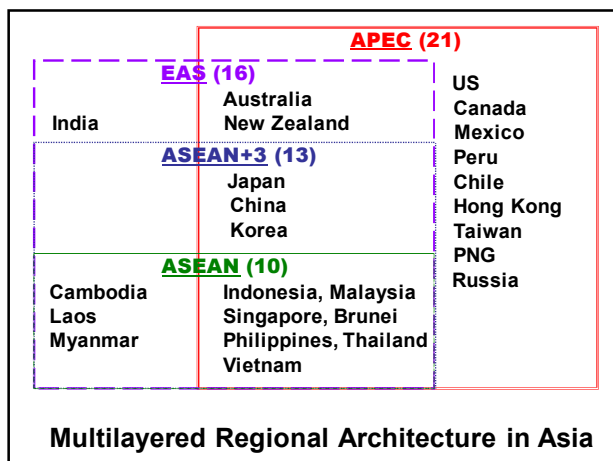 APEC (21)
EAS (16)
Australia
India
New Zealand
ASEAN+3 (13)
Japan
China
Korea
ASEAN (10)
Cambodia
Laos
Myanmar
Indonesia, Malaysia
Singapore, Brunei
Philippines, Thailand
Vietnam
US
Canada
Mexico
Peru
Chile
Hong Kong
Taiwan
PNG
Russia
Multilayered Regional Architecture in Asia